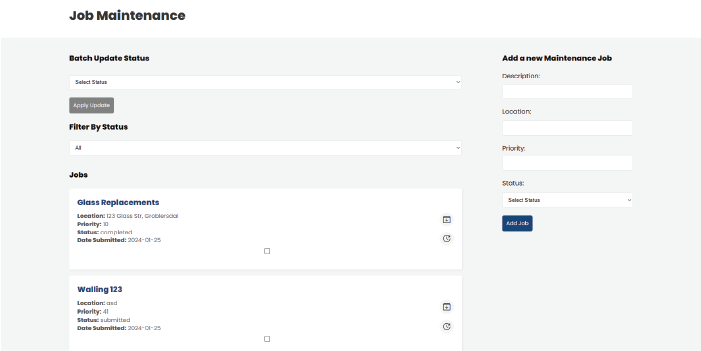 Job Maintenance
Batch Update Status
Select Status
Apply Update
Filter By Status
All
Jobs
Glass Replacements
Location: 123 Glass Str, Groblersdal
Priority: 10
Status: completed
Date Submitted: 2024-01-25
Walling 123
Location: asd
Priority: 41
Status: submitted
Date Submitted: 2024-01-25
Add a new Maintenance Job
Description:
Location:
Priority:
Status:
Select Status
Add Job